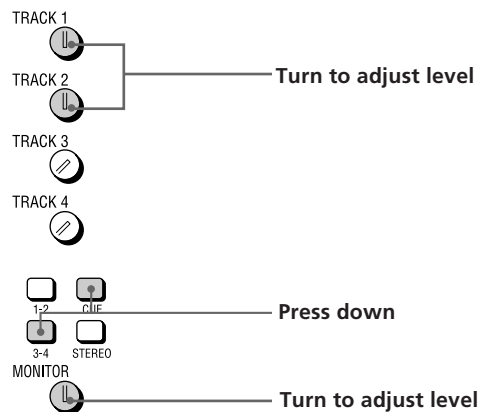 TRACK 1
TRACK 2
Turn to adjust level
TRACK 3
TRACK 4
1-2 CUE
Press down
3-4 STEREO
MONITOR
Turn to adjust level